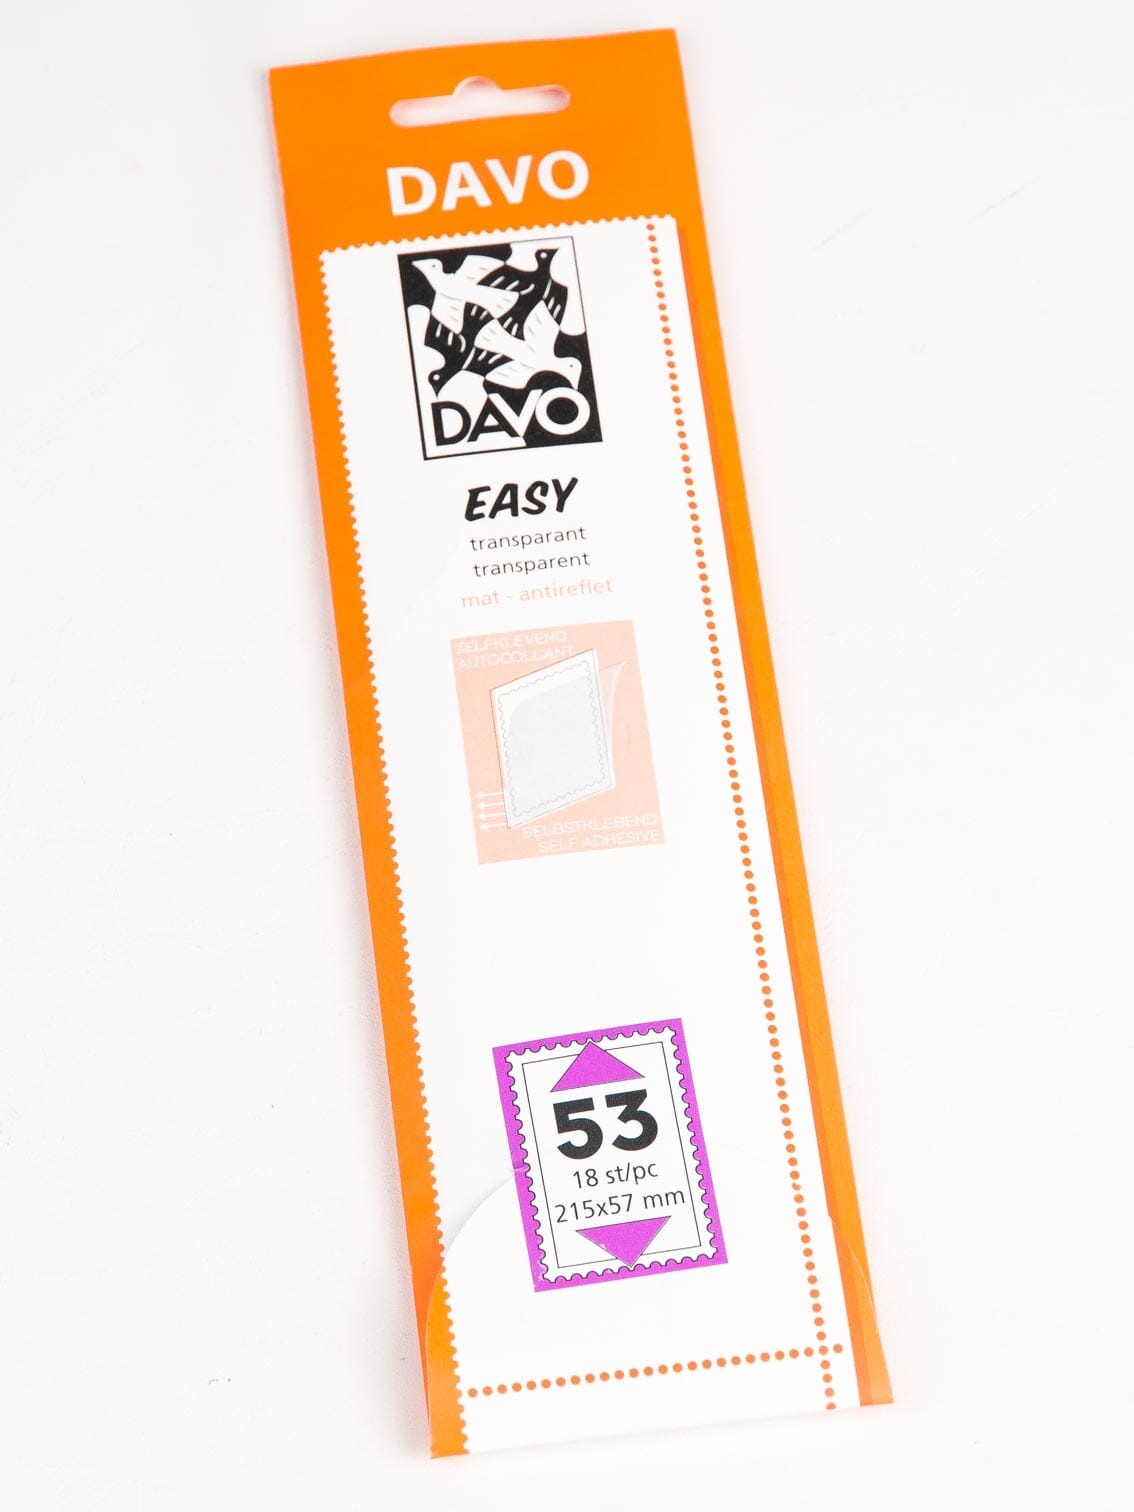 DAVO
DAVO
EASY
transparant
transparent
mat - antireflet
ZELFKLEVEND
AUTOCOLLANT
SELBSTKLEBEND
SELF ADHESIVE
53
18 st/pc
215x57 mm